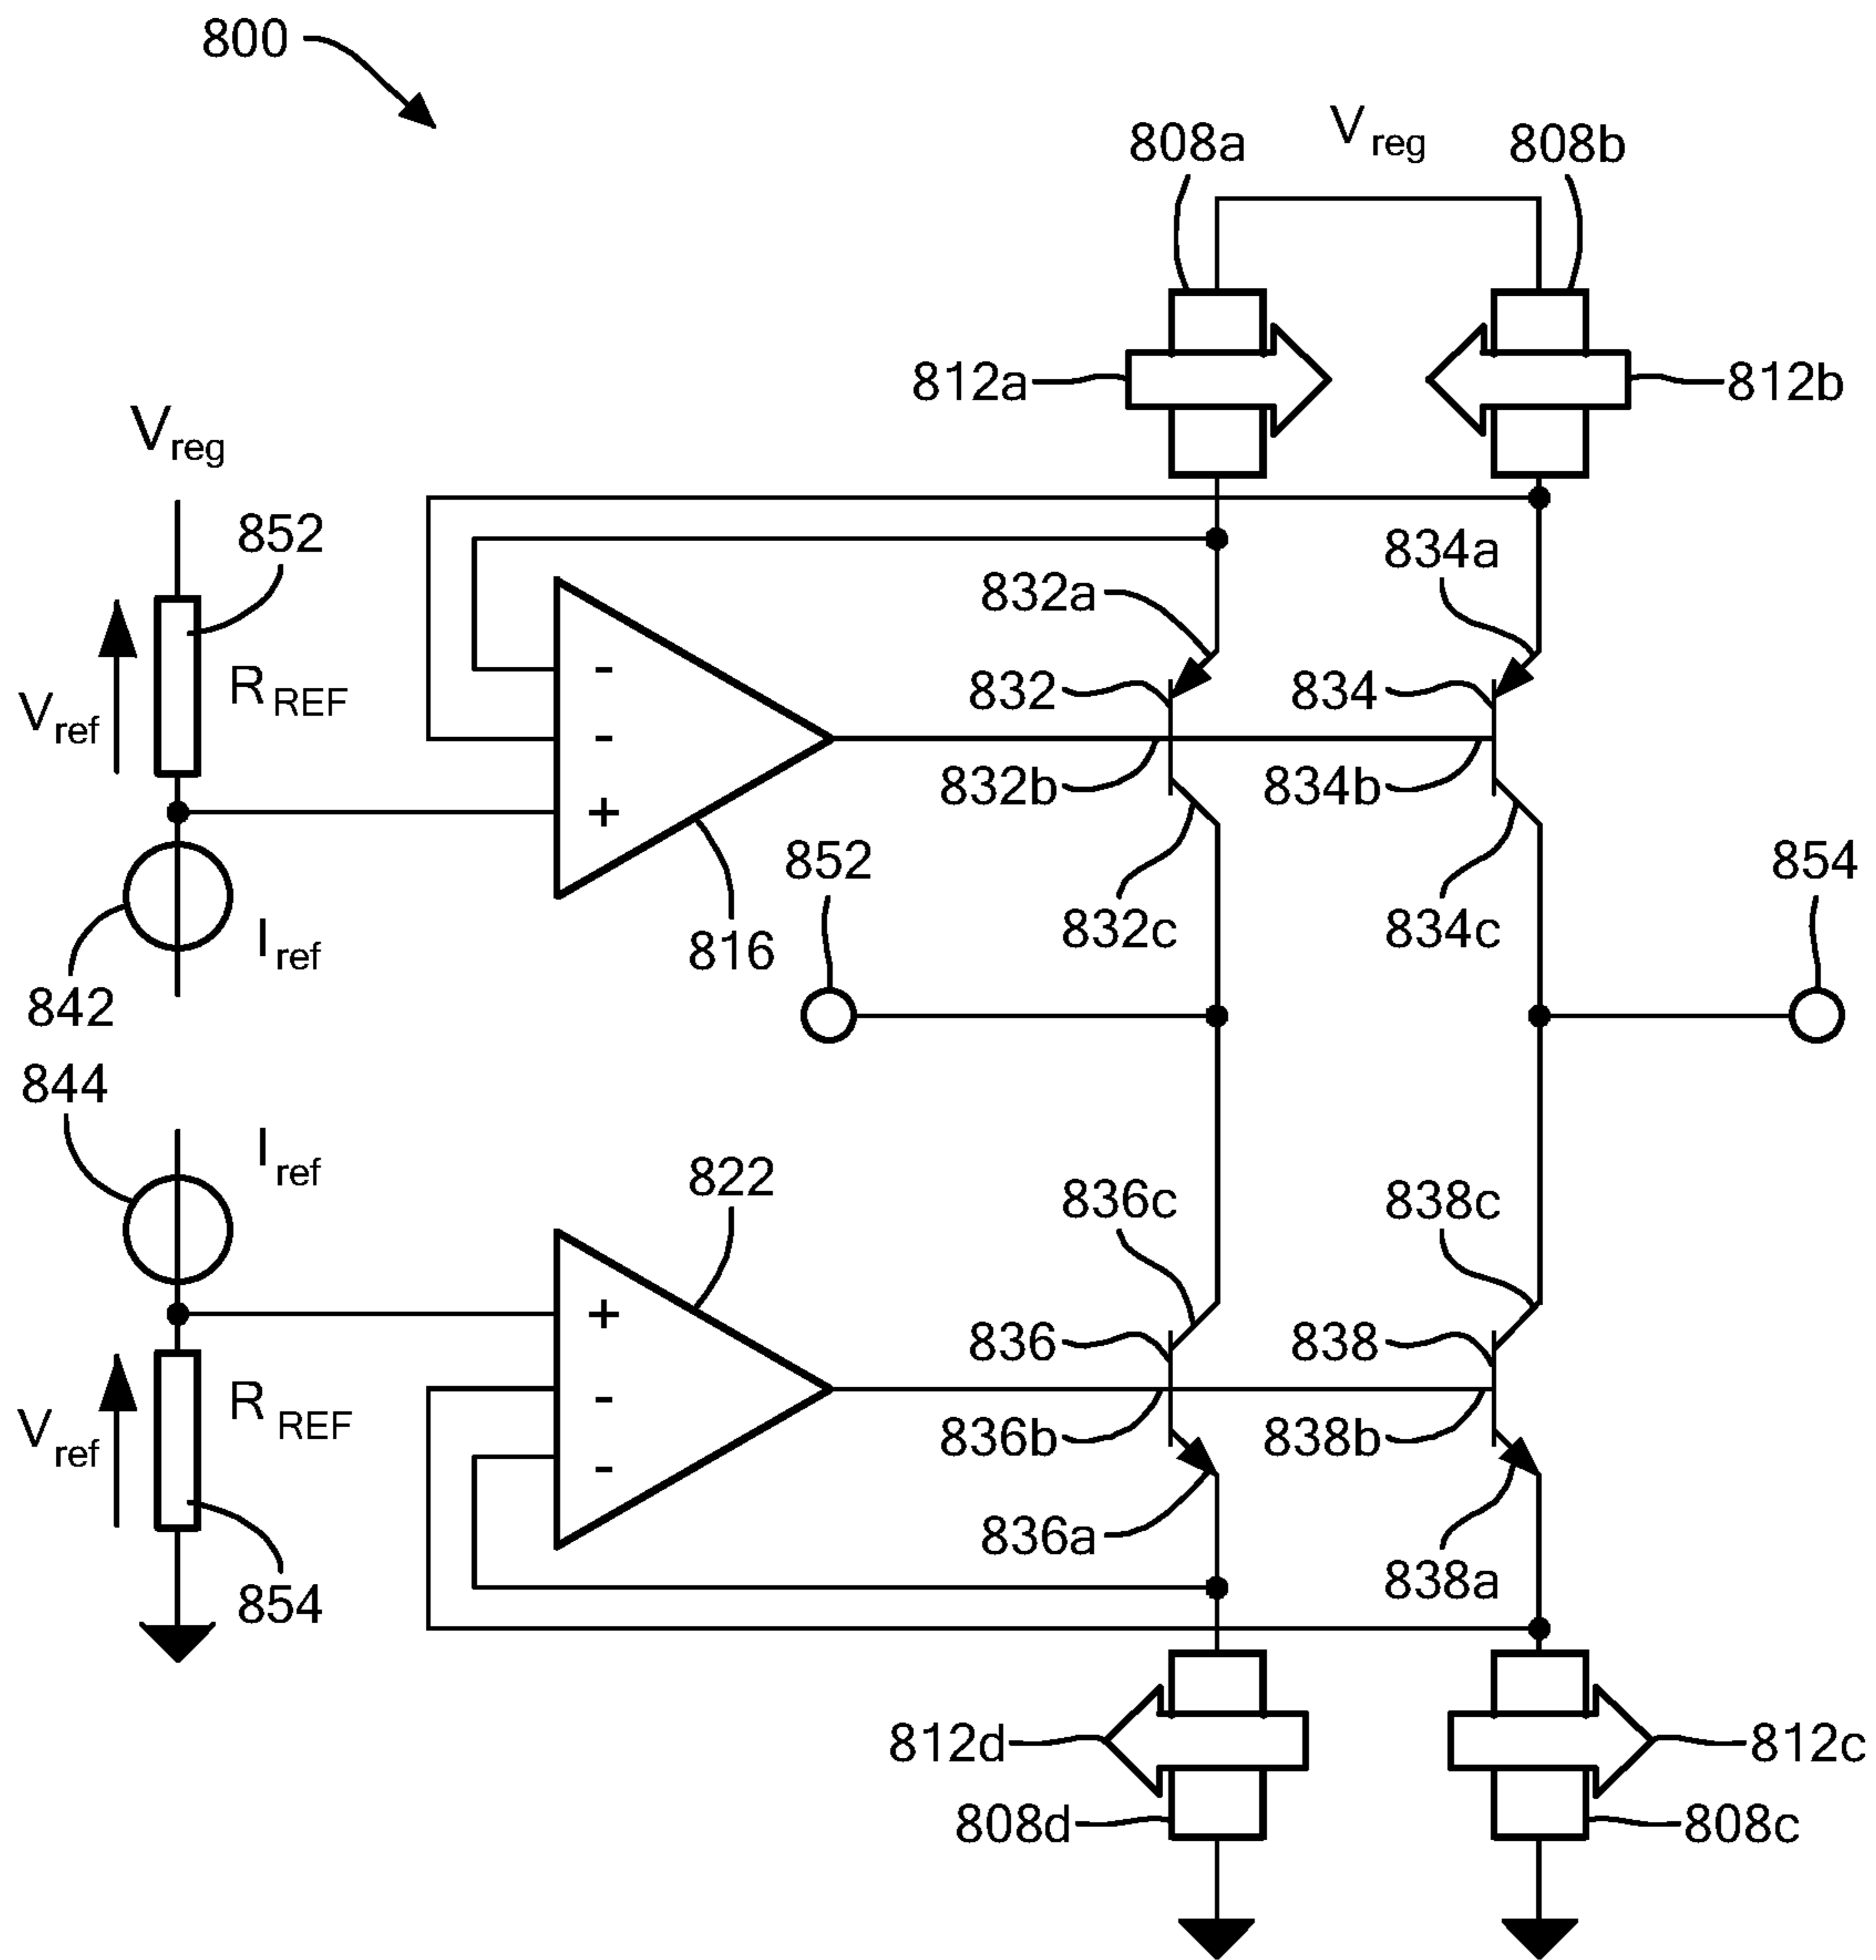 800
808a
Vreg
808b
812a
812b
Vreg
852
832a
834a
Vref
RREF
-
832
834
-
832b
834b
+
852
854
Iref
816
832c
834c
842
844
Iref
822
836c
838c
+
836
838
Vref
RREF
-
836b
838b
-
836a
838a
854
812d
812c
808d
808c